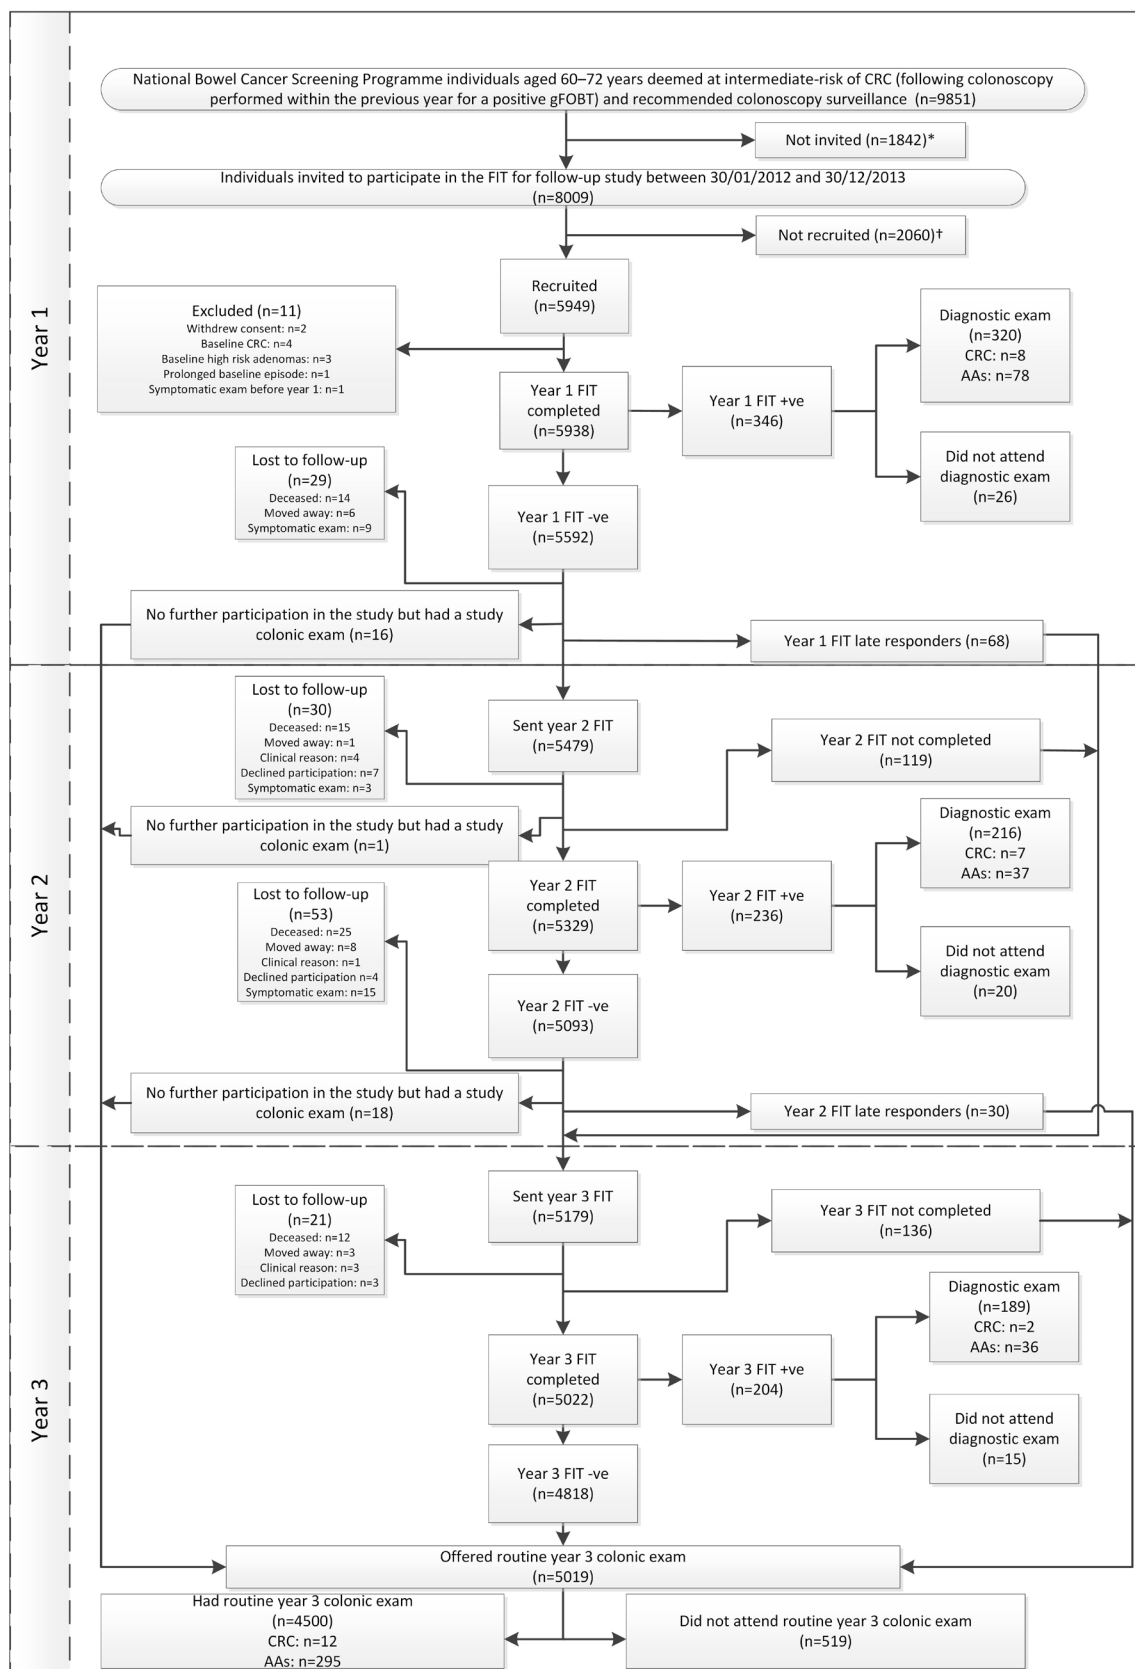 Year 1
National Bowel Cancer Screening Programme individuals aged 60–72 years deemed at intermediate-risk of CRC (following colonoscopy
performed within the previous year for a positive gFOBT) and recommended colonoscopy surveillance (n=9851)
Not invited (n=1842)*
Individuals invited to participate in the FIT for follow-up study between 30/01/2012 and 30/12/2013
(n=8009)
Not recruited (n=2060)†
Recruited
(n=5949)
Excluded (n=11)
Withdrew consent: n=2
Baseline CRC: n=4
Baseline high risk adenomas: n=3
Prolonged baseline episode: n=1
Symptomatic exam before year 1: n=1
Year 1 FIT
completed
(n=5938)
Year 1 FIT +ve
(n=346)
Diagnostic exam
(n=320)
CRC: n=8
AAs: n=78
Did not attend
diagnostic exam
(n=26)
Lost to follow-up
(n=29)
Deceased: n=14
Moved away: n=6
Symptomatic exam: n=9
Year 1 FIT -ve
(n=5592)
No further participation in the study but had a study
colonic exam (n=16)
Year 1 FIT late responders (n=68)
Year 2
Lost to follow-up
(n=30)
Deceased: n=15
Moved away: n=1
Clinical reason: n=4
Declined participation: n=7
Symptomatic exam: n=3
Sent year 2 FIT
(n=5479)
Year 2 FIT not completed
(n=119)
No further participation in the study but had a study
colonic exam (n=1)
Year 2 FIT
completed
(n=5329)
Year 2 FIT +ve
(n=236)
Diagnostic exam
(n=216)
CRC: n=7
AAs: n=37
Did not attend
diagnostic exam
(n=20)
Lost to follow-up
(n=53)
Deceased: n=25
Moved away: n=8
Clinical reason: n=1
Declined participation n=4
Symptomatic exam: n=15
Year 2 FIT -ve
(n=5093)
No further participation in the study but had a study
colonic exam (n=18)
Year 2 FIT late responders (n=30)
Year 3
Sent year 3 FIT
(n=5179)
Lost to follow-up
(n=21)
Deceased: n=12
Moved away: n=3
Clinical reason: n=3
Declined participation: n=3
Year 3 FIT not completed
(n=136)
Year 3 FIT
completed
(n=5022)
Year 3 FIT +ve
(n=204)
Diagnostic exam
(n=189)
CRC: n=2
AAs: n=36
Did not attend
diagnostic exam
(n=15)
Year 3 FIT -ve
(n=4818)
Offered routine year 3 colonic exam
(n=5019)
Had routine year 3 colonic exam
(n=4500)
CRC: n=12
AAs: n=295
Did not attend routine year 3 colonic exam
(n=519)